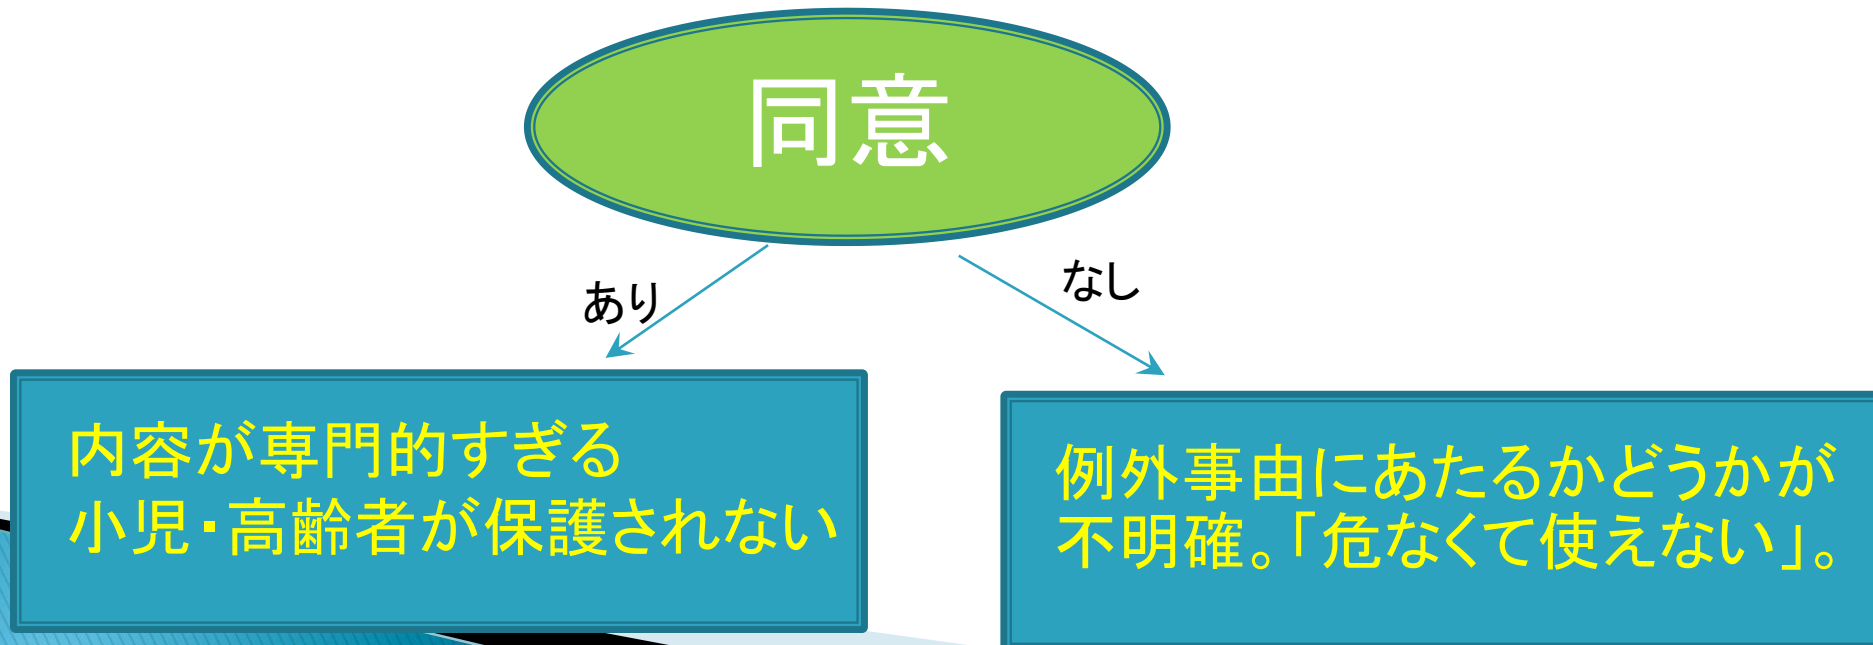 同意
あり
なし
内容が専門的すぎる
小児・高齢者が保護されない
例外事由にあたるかどうかが
不明確。「危なくて使えない」。